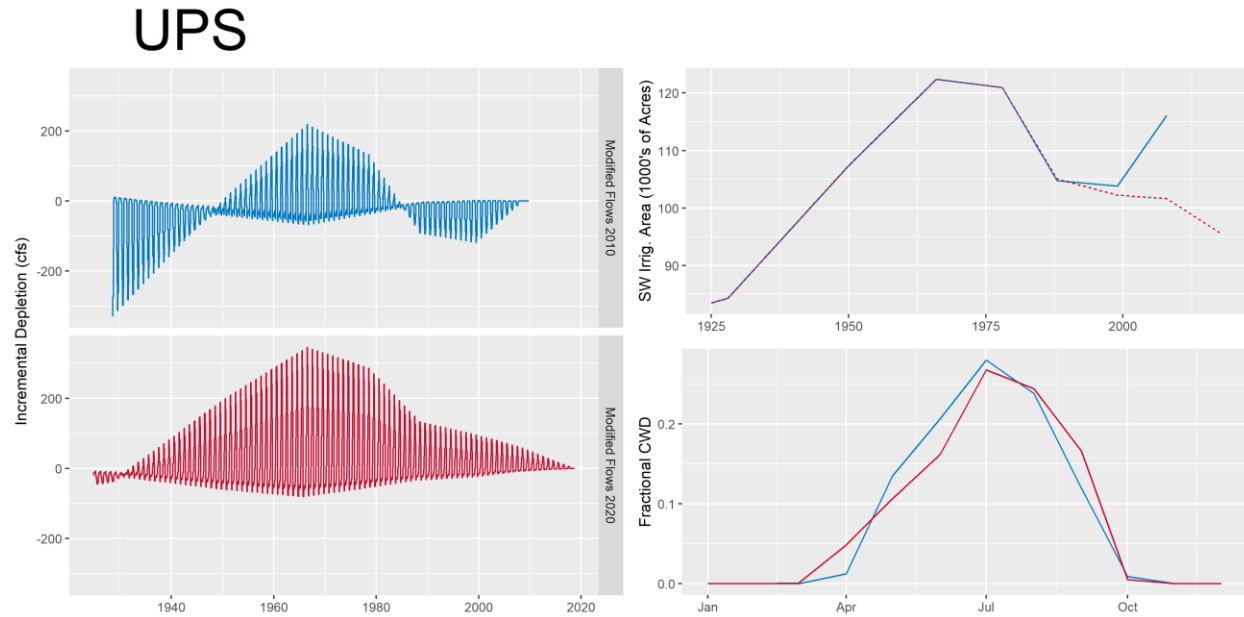 UPS
Incremental Depletion (cfs)
200
0
-200
Modified Flows 2010
200
0
-200
Modified Flows 2020
1940
1960
1980
2000
2020
SW Irrig. Area (1000's of Acres)
120
110
100
90
1925
1950
1975
2000
Fractional CWD
0.2
0.1
0.0
Jan
Apr
Jul
Oct